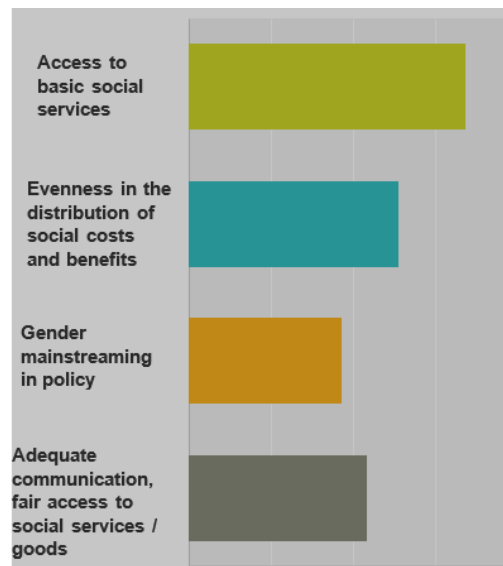 Access to
basic social
services
Evenness in the
distribution of
social costs
and benefits
Gender
mainstreaming
in policy
Adequate
communication,
fair access to
social services /
goods